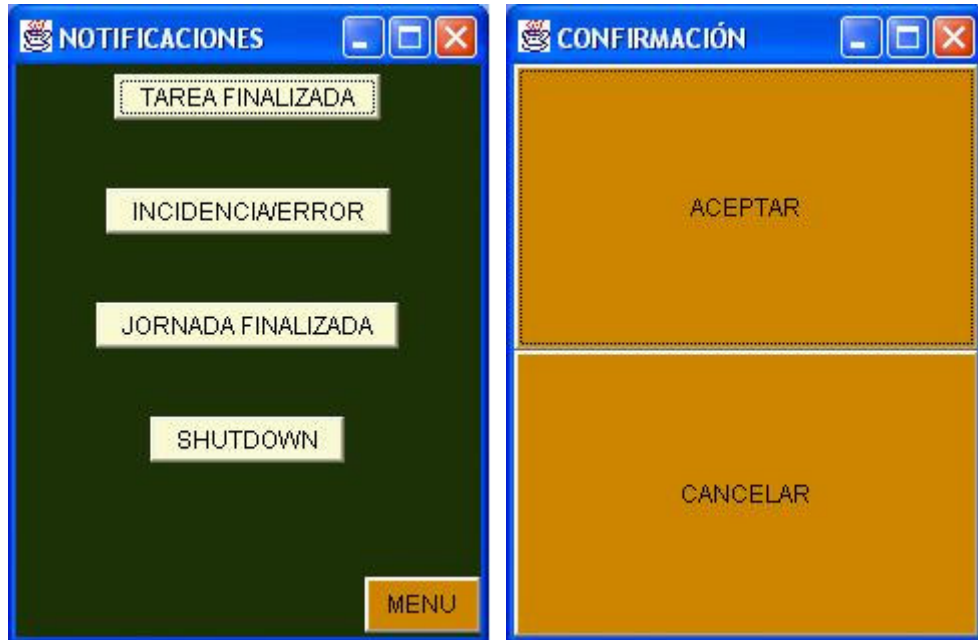 NOTIFICACIONES
TAREA FINALIZADA
INCIDENCIA/ERROR
JORNADA FINALIZADA
SHUTDOWN
MENU
CONFIRMACIÓN
ACEPTAR
CANCELAR